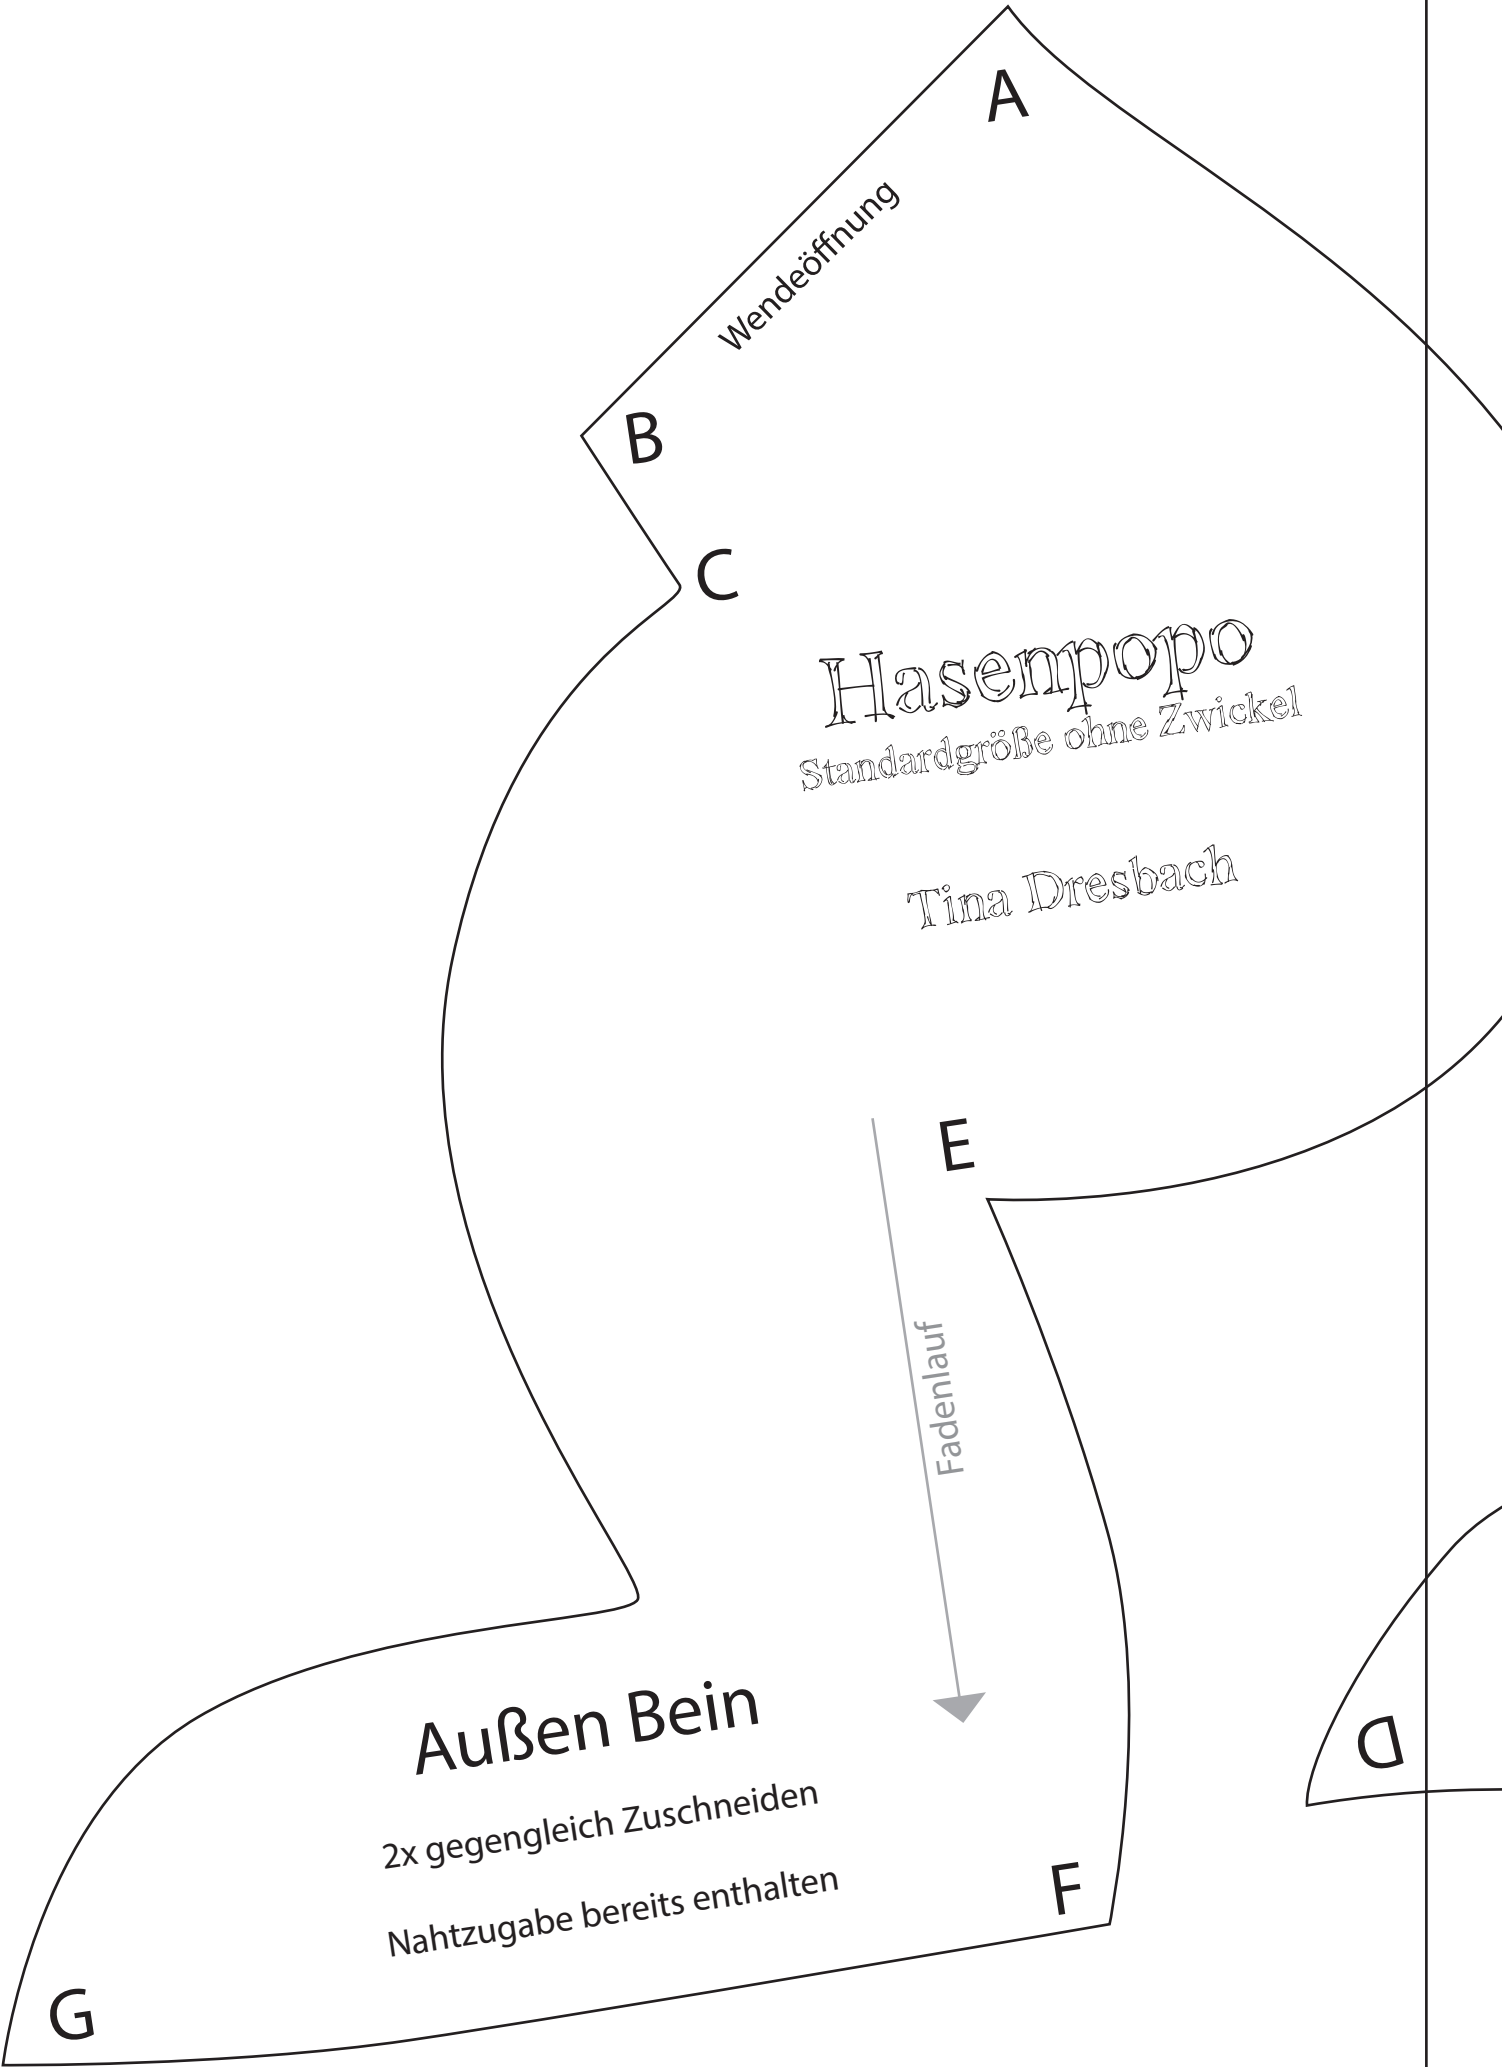 A
Wendeöffnung
B
C
Hasenpopo
Standardgröße ohne Zwickel
Tina Dresbach
E
Fadenlauf
Außen Bein
2x gegengleich Zuschneiden
Nahtzugabe bereits enthalten
D
F
G